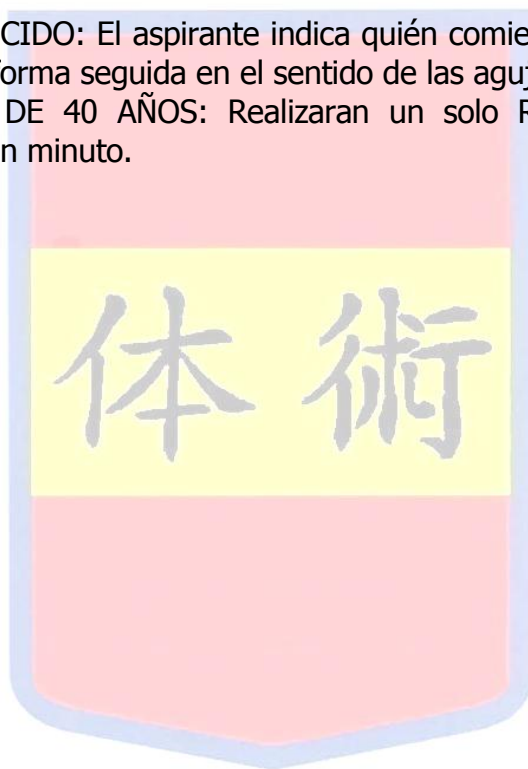 CIDO: El aspirante indica quién comie
forma seguida en el sentido de las aguj
DE 40 AÑOS: Realizaran un solo
n minuto.
体術